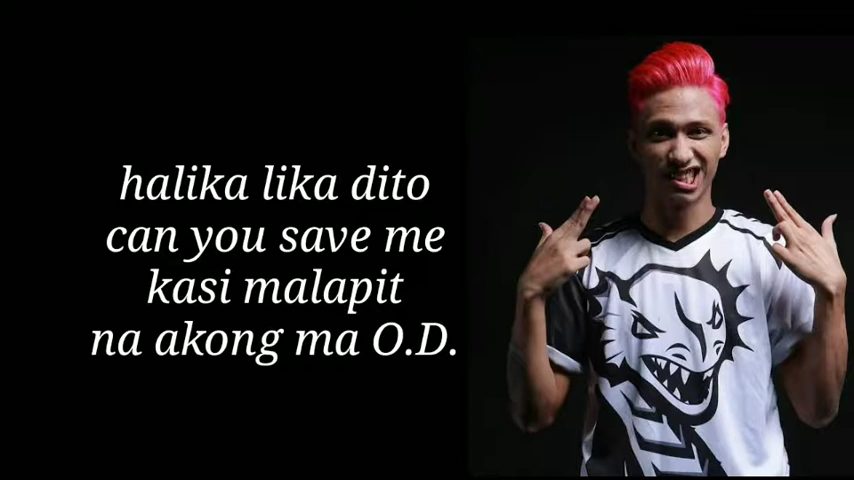 halika lika dito
can you save me
kasi malapit
na akong ma O.D.